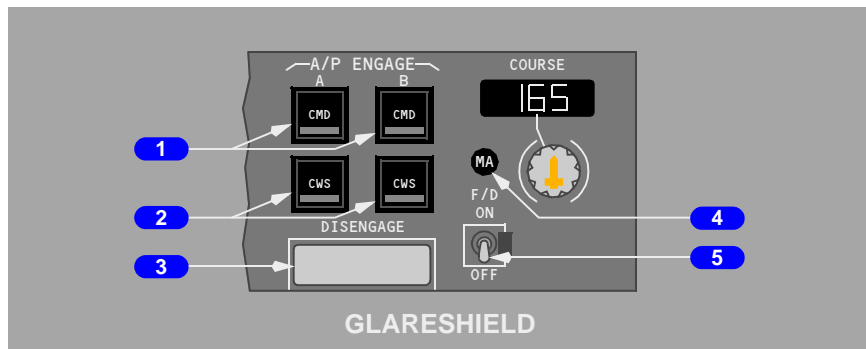 A/P ENGAGE
A B
COURSE
165
CMD
CMD
1
MA
CWS
CWS
F/D
ON
2
4
DISENGAGE
3
5
OFF
GLARESHIELD